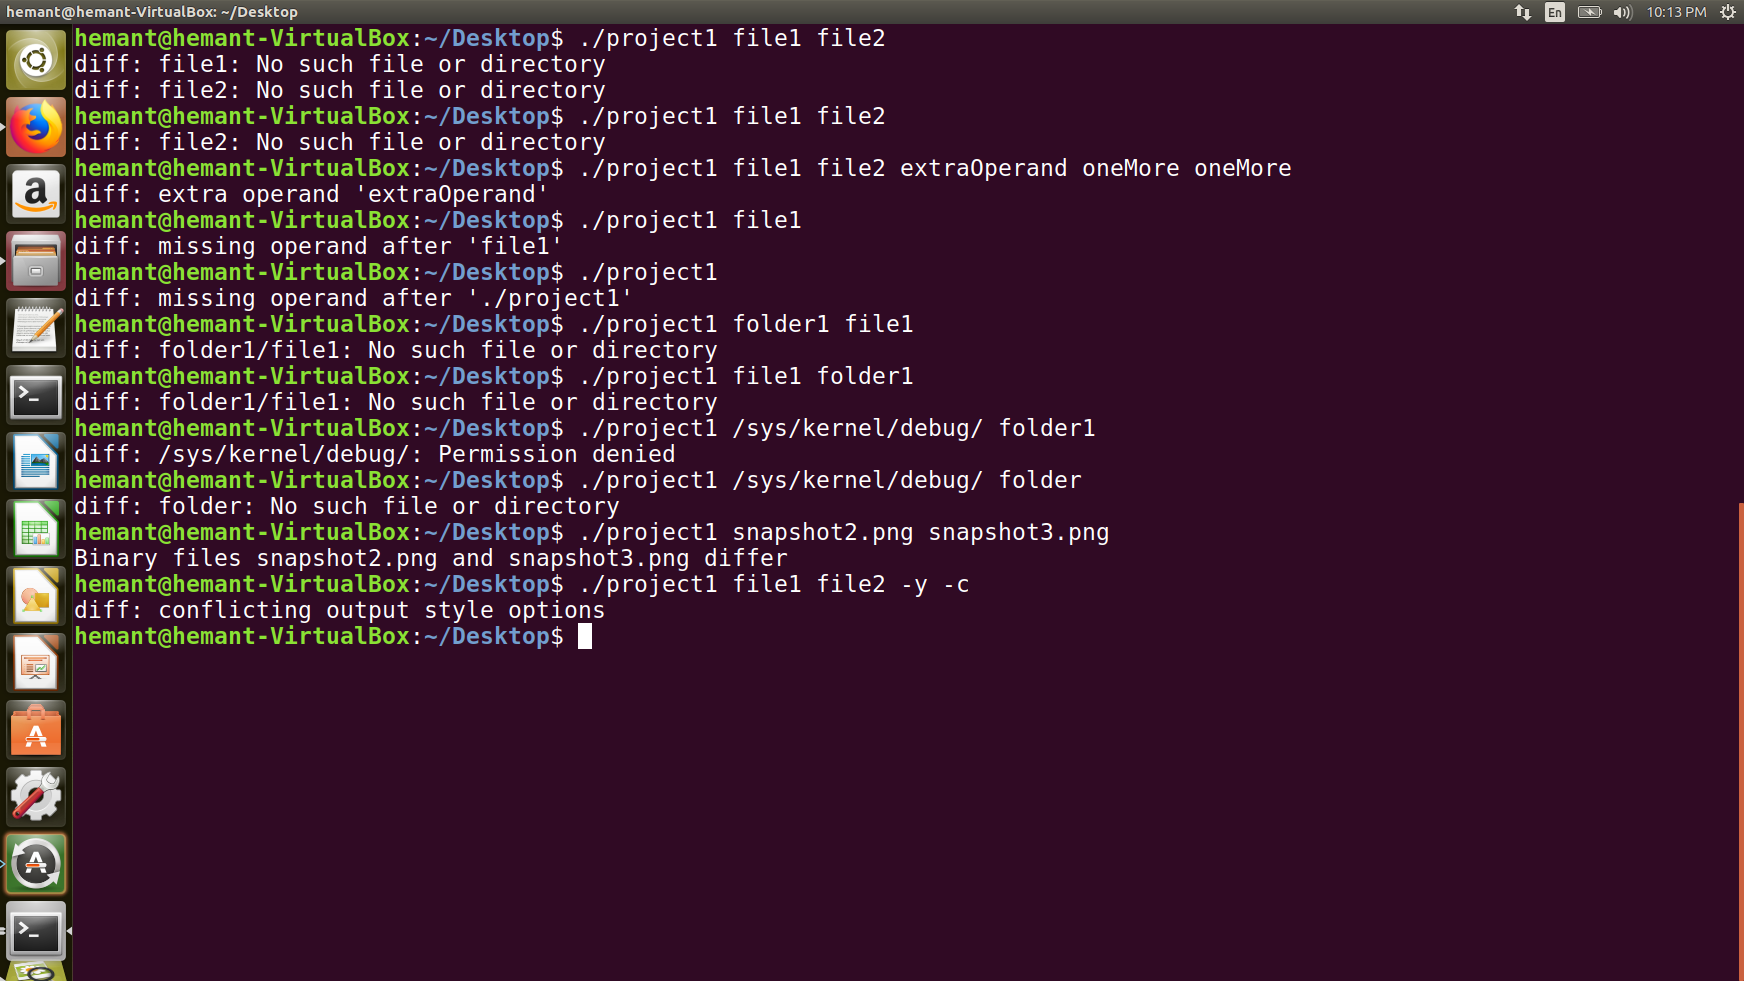 hemant@hemant-VirtualBox: ~/Desktop
En
10:13 PM
hemant@hemant-VirtualBox:~/Desktop$ ./project1 file1 file2
diff: file1: No such file or directory
diff: file2: No such file or directory
hemant@hemant-VirtualBox:~/Desktop$ ./project1 file1 file2
diff: file2: No such file or directory
hemant@hemant-VirtualBox:~/Desktop$ ./project1 file1 file2 extraOperand oneMore oneMore
diff: extra operand 'extraOperand'
hemant@hemant-VirtualBox:~/Desktop$ ./project1 file1
diff: missing operand after 'file1'
hemant@hemant-VirtualBox:~/Desktop$ ./project1
diff: missing operand after './project1'
hemant@hemant-VirtualBox:~/Desktop$ ./project1 folder1 file1
diff: folder1/file1: No such file or directory
hemant@hemant-VirtualBox:~/Desktop$ ./project1 file1 folder1
diff: folder1/file1: No such file or directory
hemant@hemant-VirtualBox:~/Desktop$ ./project1 /sys/kernel/debug/ folder1
diff: /sys/kernel/debug/: Permission denied
hemant@hemant-VirtualBox:~/Desktop$ ./project1 /sys/kernel/debug/ folder
diff: folder: No such file or directory
hemant@hemant-VirtualBox:~/Desktop$ ./project1 snapshot2.png snapshot3.png
Binary files snapshot2.png and snapshot3.png differ
hemant@hemant-VirtualBox:~/Desktop$ ./project1 file1 file2 -y -c
diff: conflicting output style options
hemant@hemant-VirtualBox:~/Desktop$